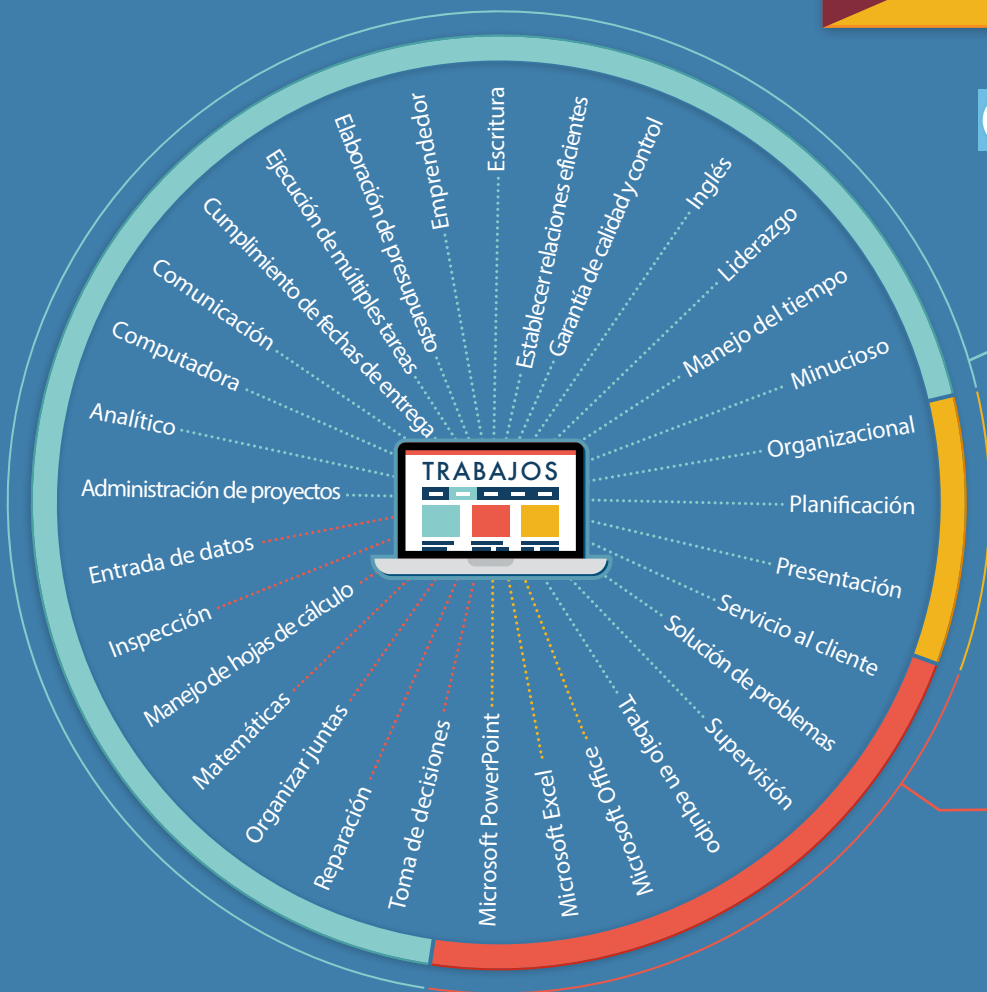 Administración de proyectos
Analítico
Computadora
Comunicación
Cumplimiento de fechas de entrega
Ejecución de múltiples tareas
Elaboración de presupuesto
Emprendedor
Escritura
Establecer relaciones eficientes
Garantía de calidad y control
Inglés
Liderazgo
Manejo del tiempo
Minucioso
Organizacional
Planificación
Presentación
Servicio al cliente
Solución de problemas
Supervisión
Trabajo en equipo
Microsoft Office
Microsoft Excel
Microsoft PowerPoint
Toma de decisiones
Reparación
Organizar juntas
Matemáticas
Manejo de hojas de cálculo
Inspección
Entrada de datos
TRABAJOS